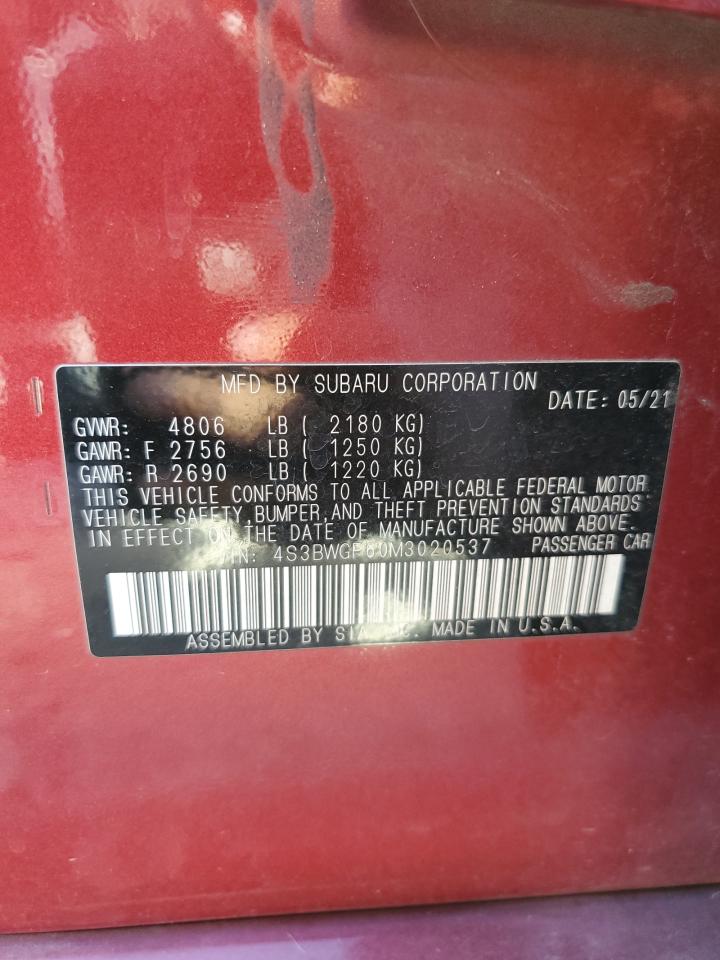 MFD BY SUBARU CORPORATION
DATE: 05/21
GVWR: 4806 LB ( 2180 KG)
GAWR: F 2756 LB ( 1250 KG)
GAWR: R 2690 LB ( 1220 KG)
THIS VEHICLE CONFORMS TO ALL APPLICABLE FEDERAL MOTOR
VEHICLE SAFETY, BUMPER, AND THEFT PREVENTION STANDARDS
IN EFFECT ON THE DATE OF MANUFACTURE SHOWN ABOVE.
VIN: PASSENGER CAR
ASSEMBLED BY MADE IN U.S.A.